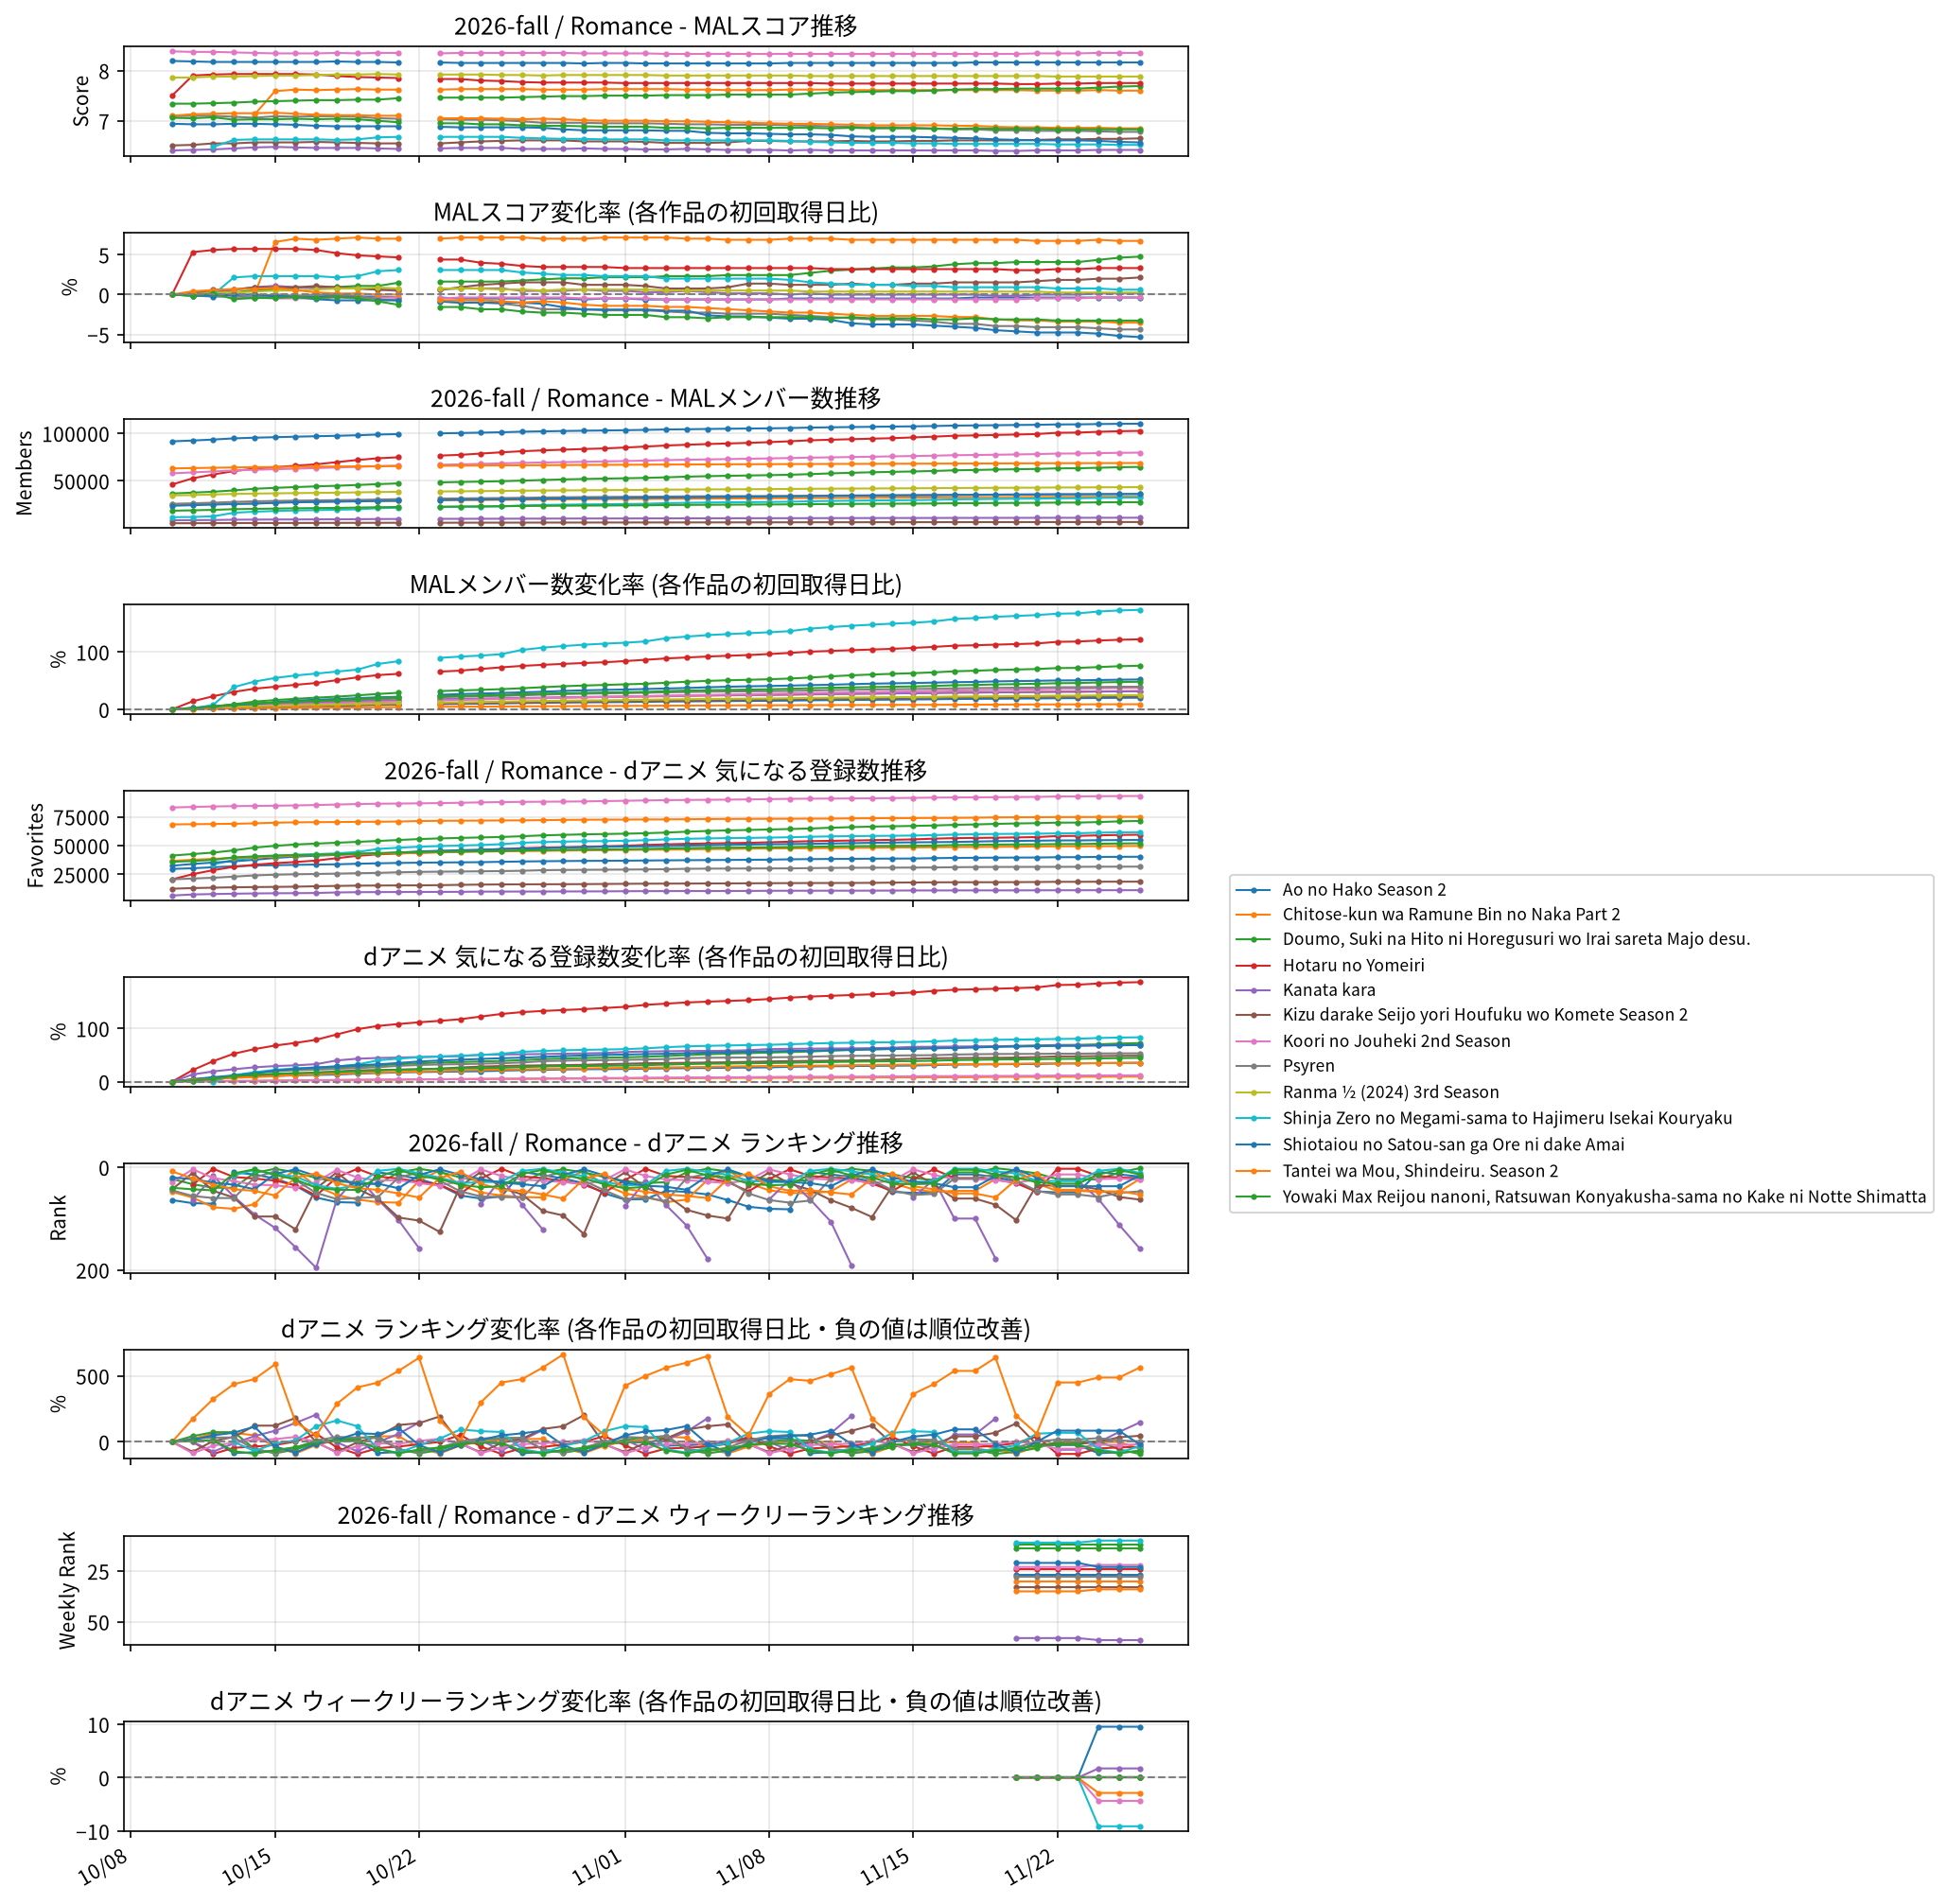 2026-fall / Romance - MALスコア推移
Score
8
7
MALスコア変化率 (各作品の初回取得日比)
%
5
0
−5
2026-fall / Romance - MALメンバー数推移
Members
100000
50000
MALメンバー数変化率 (各作品の初回取得日比)
%
100
0
2026-fall / Romance - dアニメ 気になる登録数推移
Favorites
75000
50000
25000
dアニメ 気になる登録数変化率 (各作品の初回取得日比)
%
100
0
2026-fall / Romance - dアニメ ランキング推移
Rank
0
200
dアニメ ランキング変化率 (各作品の初回取得日比・負の値は順位改善)
%
500
0
2026-fall / Romance - dアニメ ウィークリーランキング推移
Weekly Rank
25
50
dアニメ ウィークリーランキング変化率 (各作品の初回取得日比・負の値は順位改善)
%
10
0
−10
10/08
10/15
10/22
11/01
11/08
11/15
11/22
Ao no Hako Season 2
Chitose-kun wa Ramune Bin no Naka Part 2
Doumo, Suki na Hito ni Horegusuri wo Irai sareta Majo desu.
Hotaru no Yomeiri
Kanata kara
Kizu darake Seijo yori Houfuku wo Komete Season 2
Koori no Jouheki 2nd Season
Psyren
Ranma ½ (2024) 3rd Season
Shinja Zero no Megami-sama to Hajimeru Isekai Kouryaku
Shiotaiou no Satou-san ga Ore ni dake Amai
Tantei wa Mou, Shindeiru. Season 2
Yowaki Max Reijou nanoni, Ratsuwan Konyakusha-sama no Kake ni Notte Shimatta